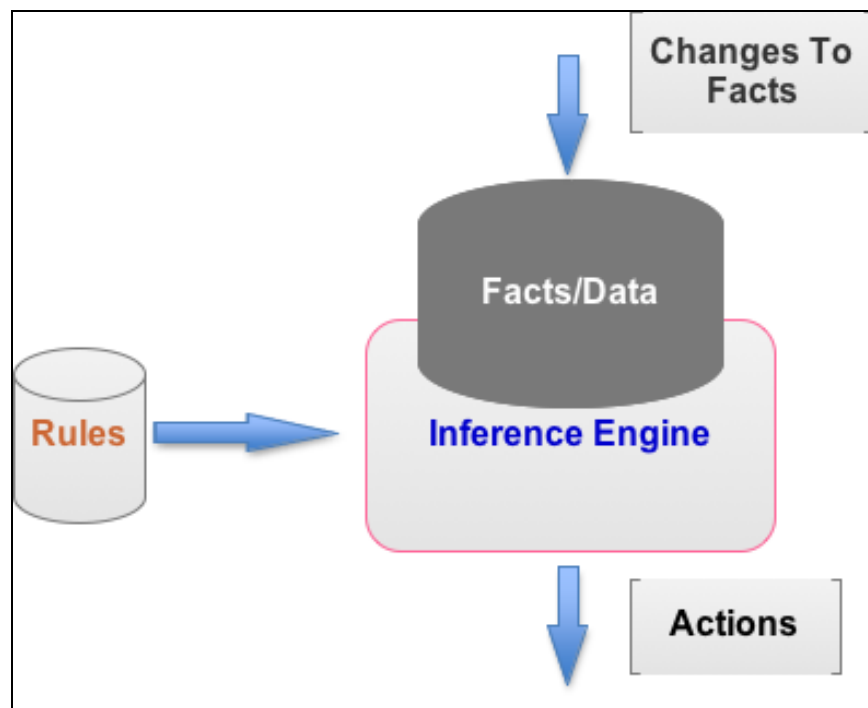 Changes To
Facts
Facts/Data
Rules
Inference Engine
Actions